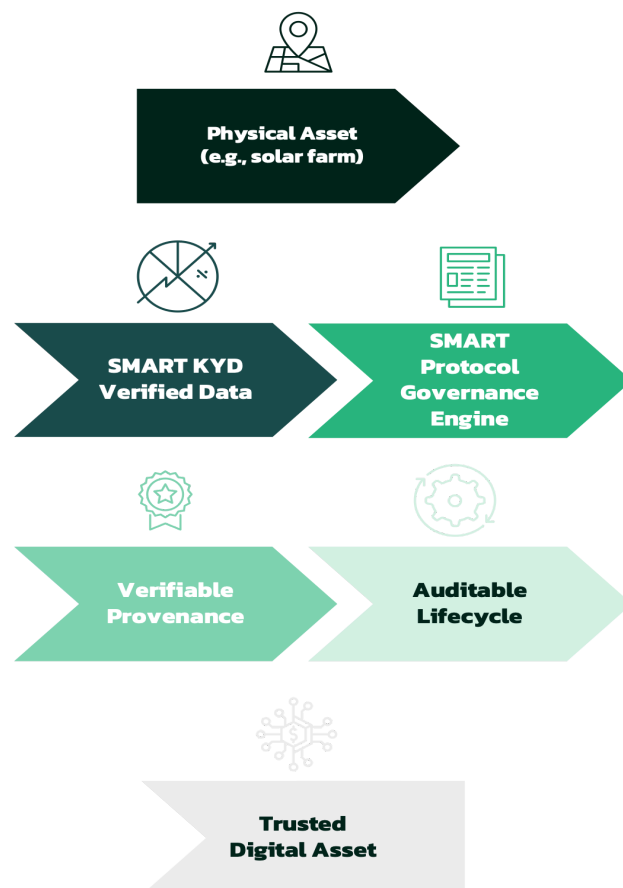 Physical Asset
(e.g., solar farm)
SMART KYD
Verified Data
SMART
Protocol
Governance
Engine
Verifiable
Provenance
Auditable
Lifecycle
$
Trusted
Digital Asset